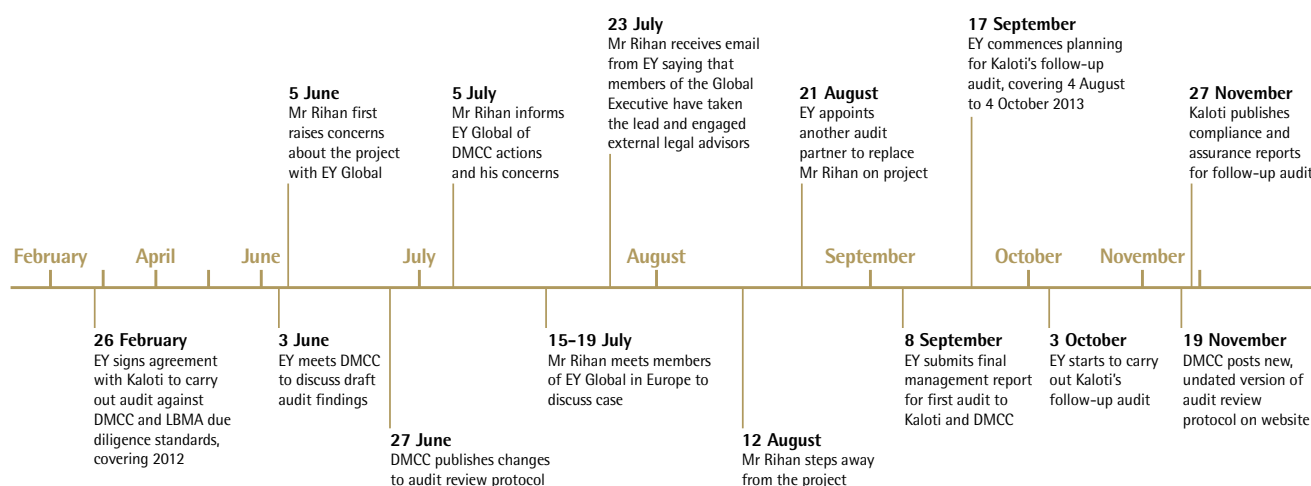 23 July
Mr Rihan receives email
from EY saying that
members of the Global
Executive have taken
the lead and engaged
external legal advisors
17 September
EY commences planning
for Kaloti's follow-up
audit, covering 4 August
to 4 October 2013
5 June
Mr Rihan first
raises concerns
about the project
with EY Global
5 July
Mr Rihan informs
EY Global of
DMCC actions
and his concerns
21 August
EY appoints
another audit
partner to replace
Mr Rihan on project
27 November
Kaloti publishes
compliance and
assurance reports
for follow-up audit
February April June July August September October November
26 February
EY signs agreement
with Kaloti to carry
out audit against
DMCC and LBMA due
diligence standards,
covering 2012
3 June
EY meets DMCC
to discuss draft
audit findings
27 June
DMCC publishes changes
to audit review protocol
15-19 July
Mr Rihan meets members
of EY Global in Europe to
discuss case
12 August
Mr Rihan steps away
from the project
8 September
EY submits final
management report
for first audit to
Kaloti and DMCC
3 October
EY starts to carry
out Kaloti's
follow-up audit
19 November
DMCC posts new,
undated version of
audit review
protocol on website